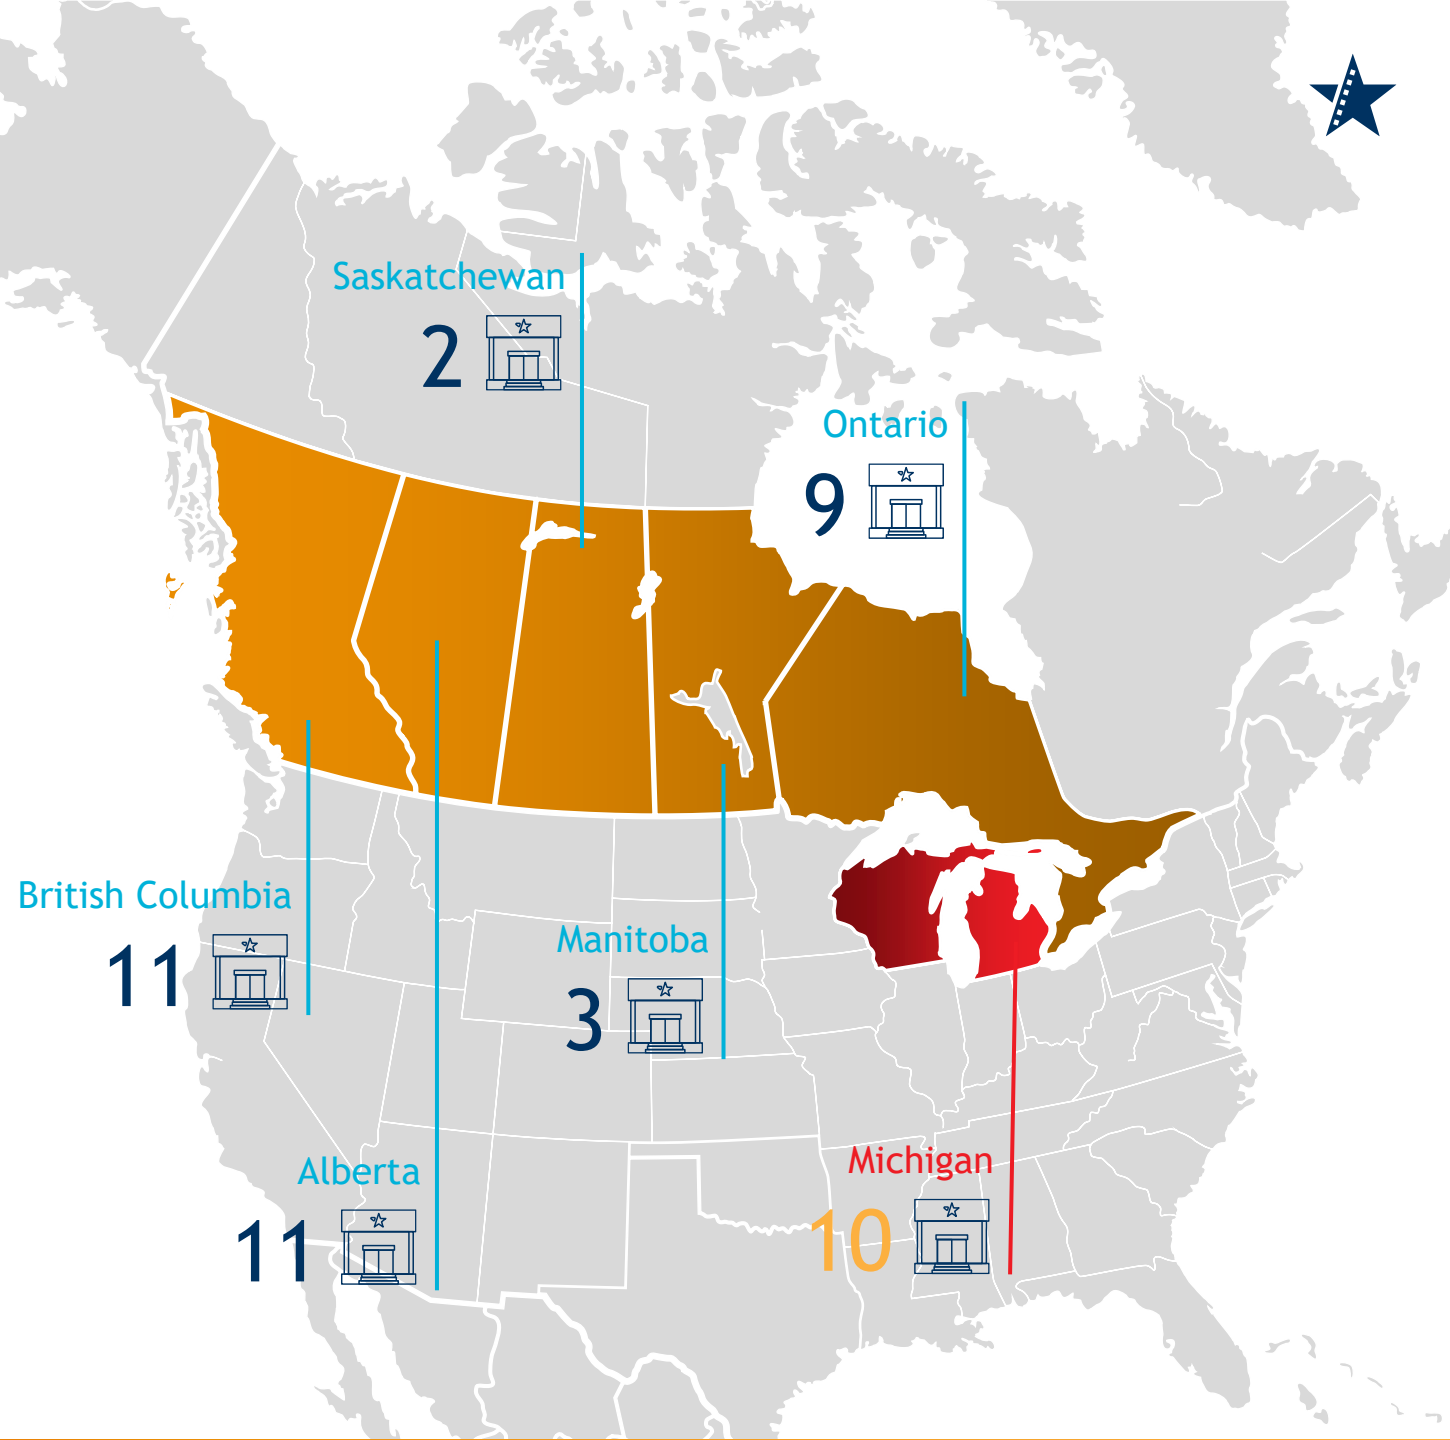 Saskatchewan
2
Ontario
9
British Columbia
11
Manitoba
3
Alberta
11
Michigan
10